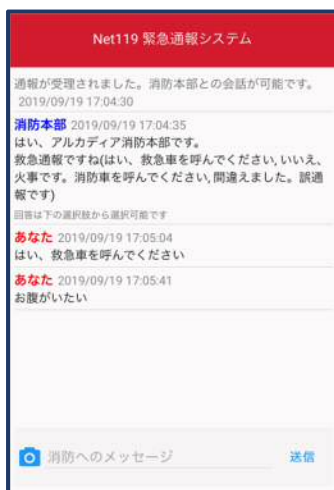 Net119 緊急通報システム
通報が受理されました。消防本部との会話が可能です。
2019/09/19 17:04:30
消防本部 2019/09/19 17:04:35
はい、アルカディア消防本部です。
救急通報ですね(はい、救急車を呼んでください,いいえ、
火事です。消防車を呼んでください,間違えました。誤通
報です)
回答は下の選択肢から選択可能です
あなた 2019/09/19 17:05:04
はい、救急車を呼んでください
あなた 2019/09/19 17:05:41
お腹がいたい
消防へのメッセージ 送信